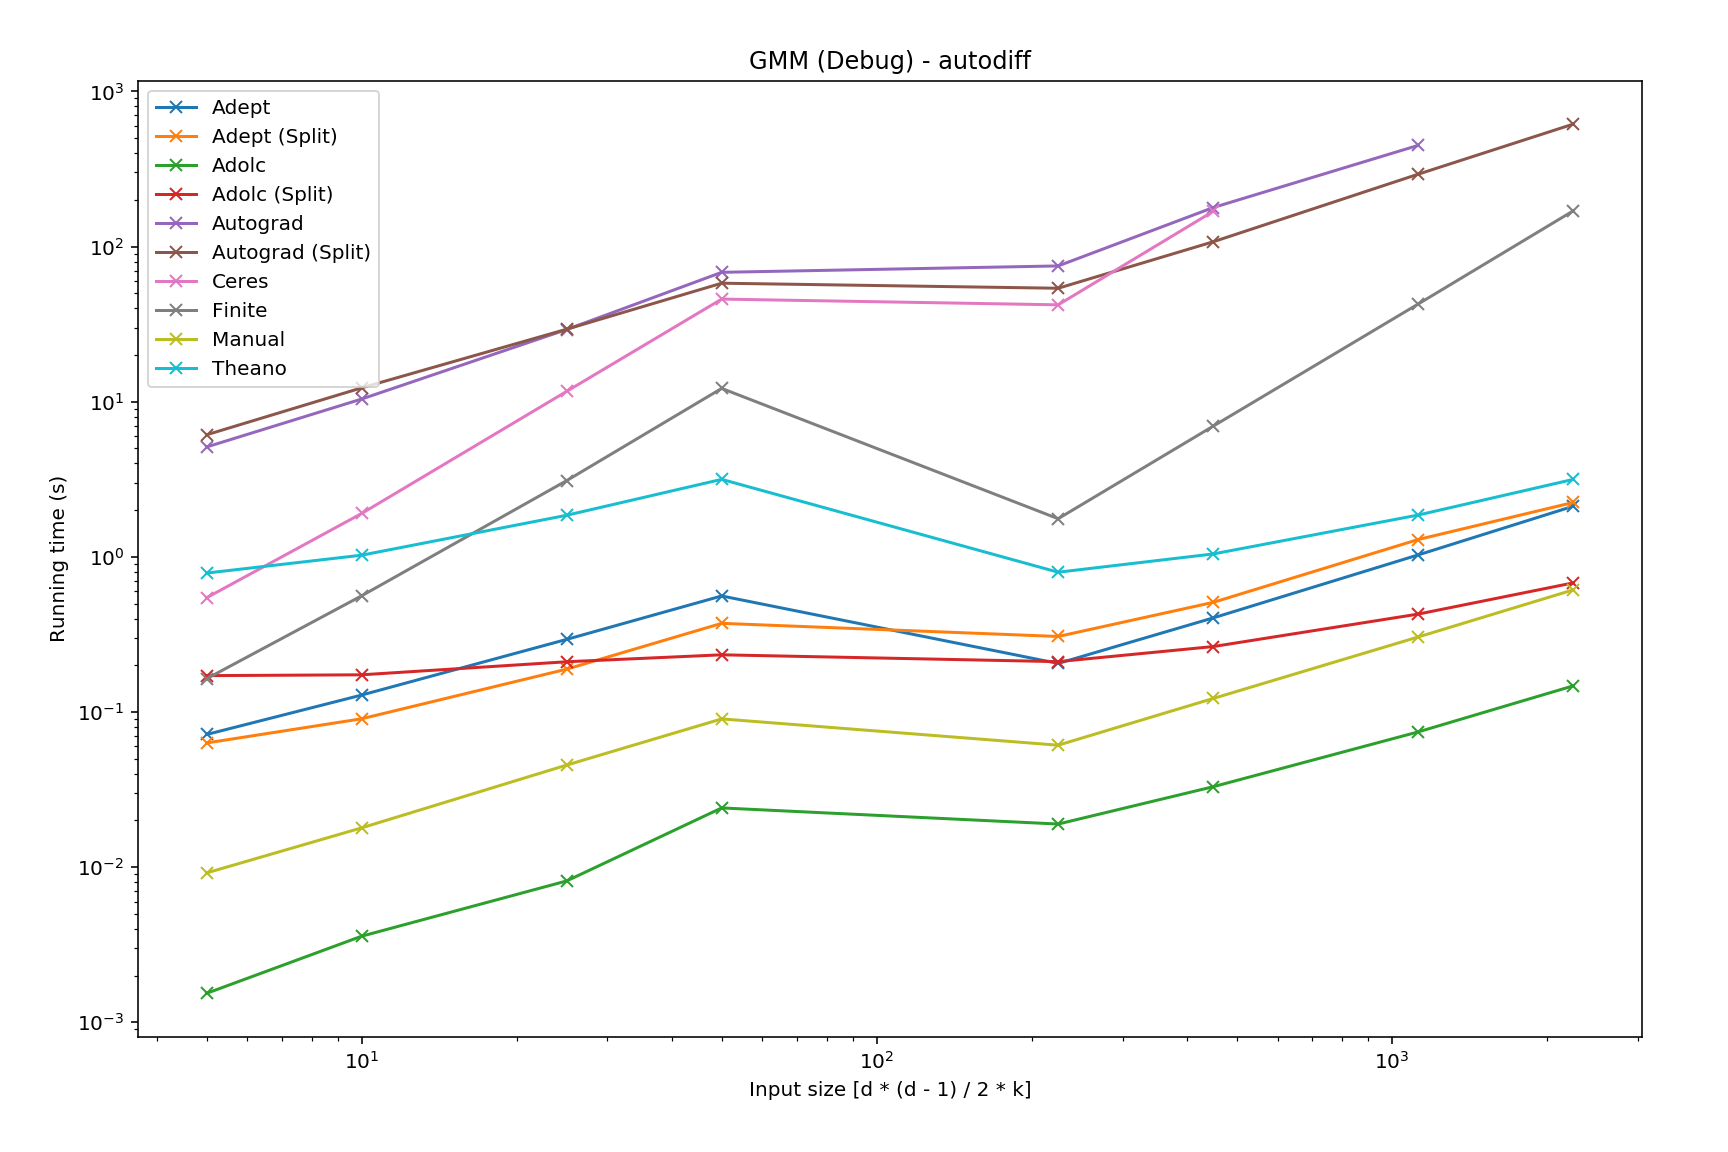 GMM (Debug) - autodiff
10³
10²
10¹
10⁰
10⁻¹
10⁻²
10⁻³
Running time (s)
Adept
Adept (Split)
Adolc
Adolc (Split)
Autograd
Autograd (Split)
Ceres
Finite
Manual
Theano
10¹ 10² 10³
Input size [d * (d - 1) / 2 * k]